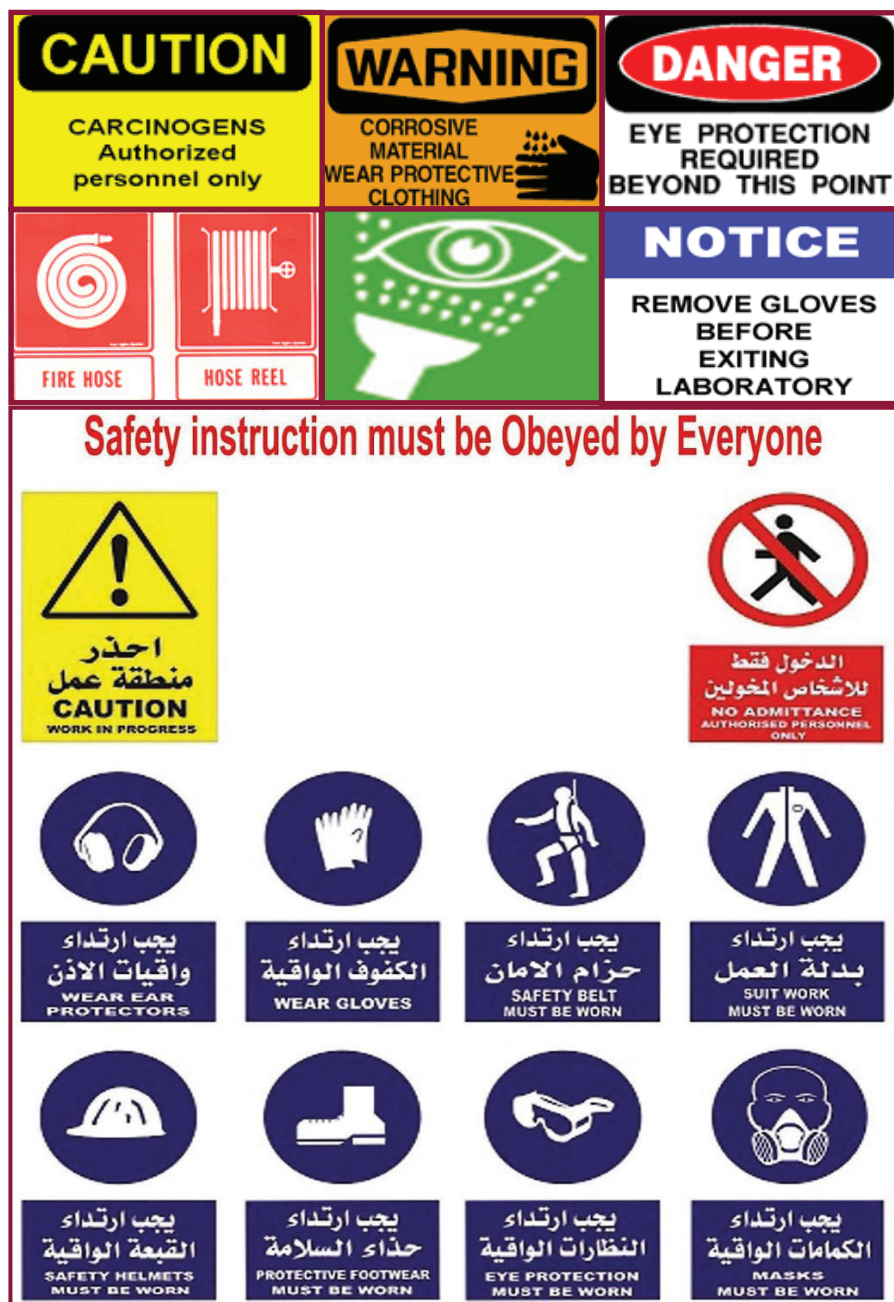 CAUTION
CARCINOGENS
Authorized
personnel only
WARNING
CORROSIVE
MATERIAL
WEAR PROTECTIVE
CLOTHING
DANGER
EYE PROTECTION
REQUIRED
BEYOND THIS POINT
FIRE HOSE
HOSE REEL
NOTICE
REMOVE GLOVES
BEFORE
EXITING
LABORATORY
Safety instruction must be Obeyed by Everyone
احذر
منطقة عمل
CAUTION
WORK IN PROGRESS
الدخول فقط
للاشخاص المخولين
NO ADMITTANCE
AUTHORISED PERSONNEL
ONLY
يجب ارتداء
واقيات الاذن
WEAR EAR
PROTECTORS
يجب ارتداء
الكفوف الواقية
WEAR GLOVES
يجب ارتداء
حزام الامان
SAFETY BELT
MUST BE WORN
يجب ارتداء
بدلة العمل
SUIT WORK
MUST BE WORN
يجب ارتداء
القبعة الواقية
SAFETY HELMETS
MUST BE WORN
يجب ارتداء
حذاء السلامة
PROTECTIVE FOOTWEAR
MUST BE WORN
يجب ارتداء
النظارات الواقية
EYE PROTECTION
MUST BE WORN
يجب ارتداء
الكمامات الواقية
MASKS
MUST BE WORN